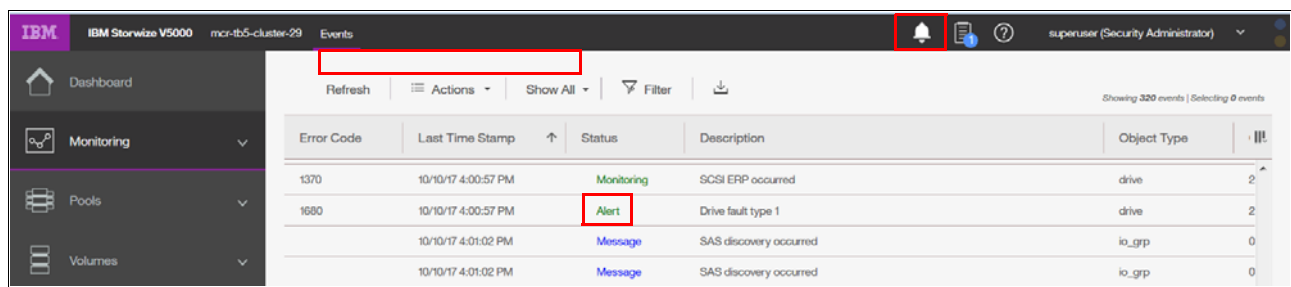 IBM IBM Storwize V5000 mcr-tb5-cluster-29 Events 1 ? superuser (Security Administrator)
Dashboard
Refresh Actions Show All Filter
Showing 320 events | Selecting 0 events
Monitoring
Error Code Last Time Stamp Status Description Object Type
1370 10/10/17 4:00:57 PM Monitoring SCSI ERP occurred drive 2
Pools
1680 10/10/17 4:00:57 PM Alert Drive fault type 1 drive 2
10/10/17 4:01:02 PM Message SAS discovery occurred io_grp 0
Volumes
10/10/17 4:01:02 PM Message SAS discovery occurred io_grp 0